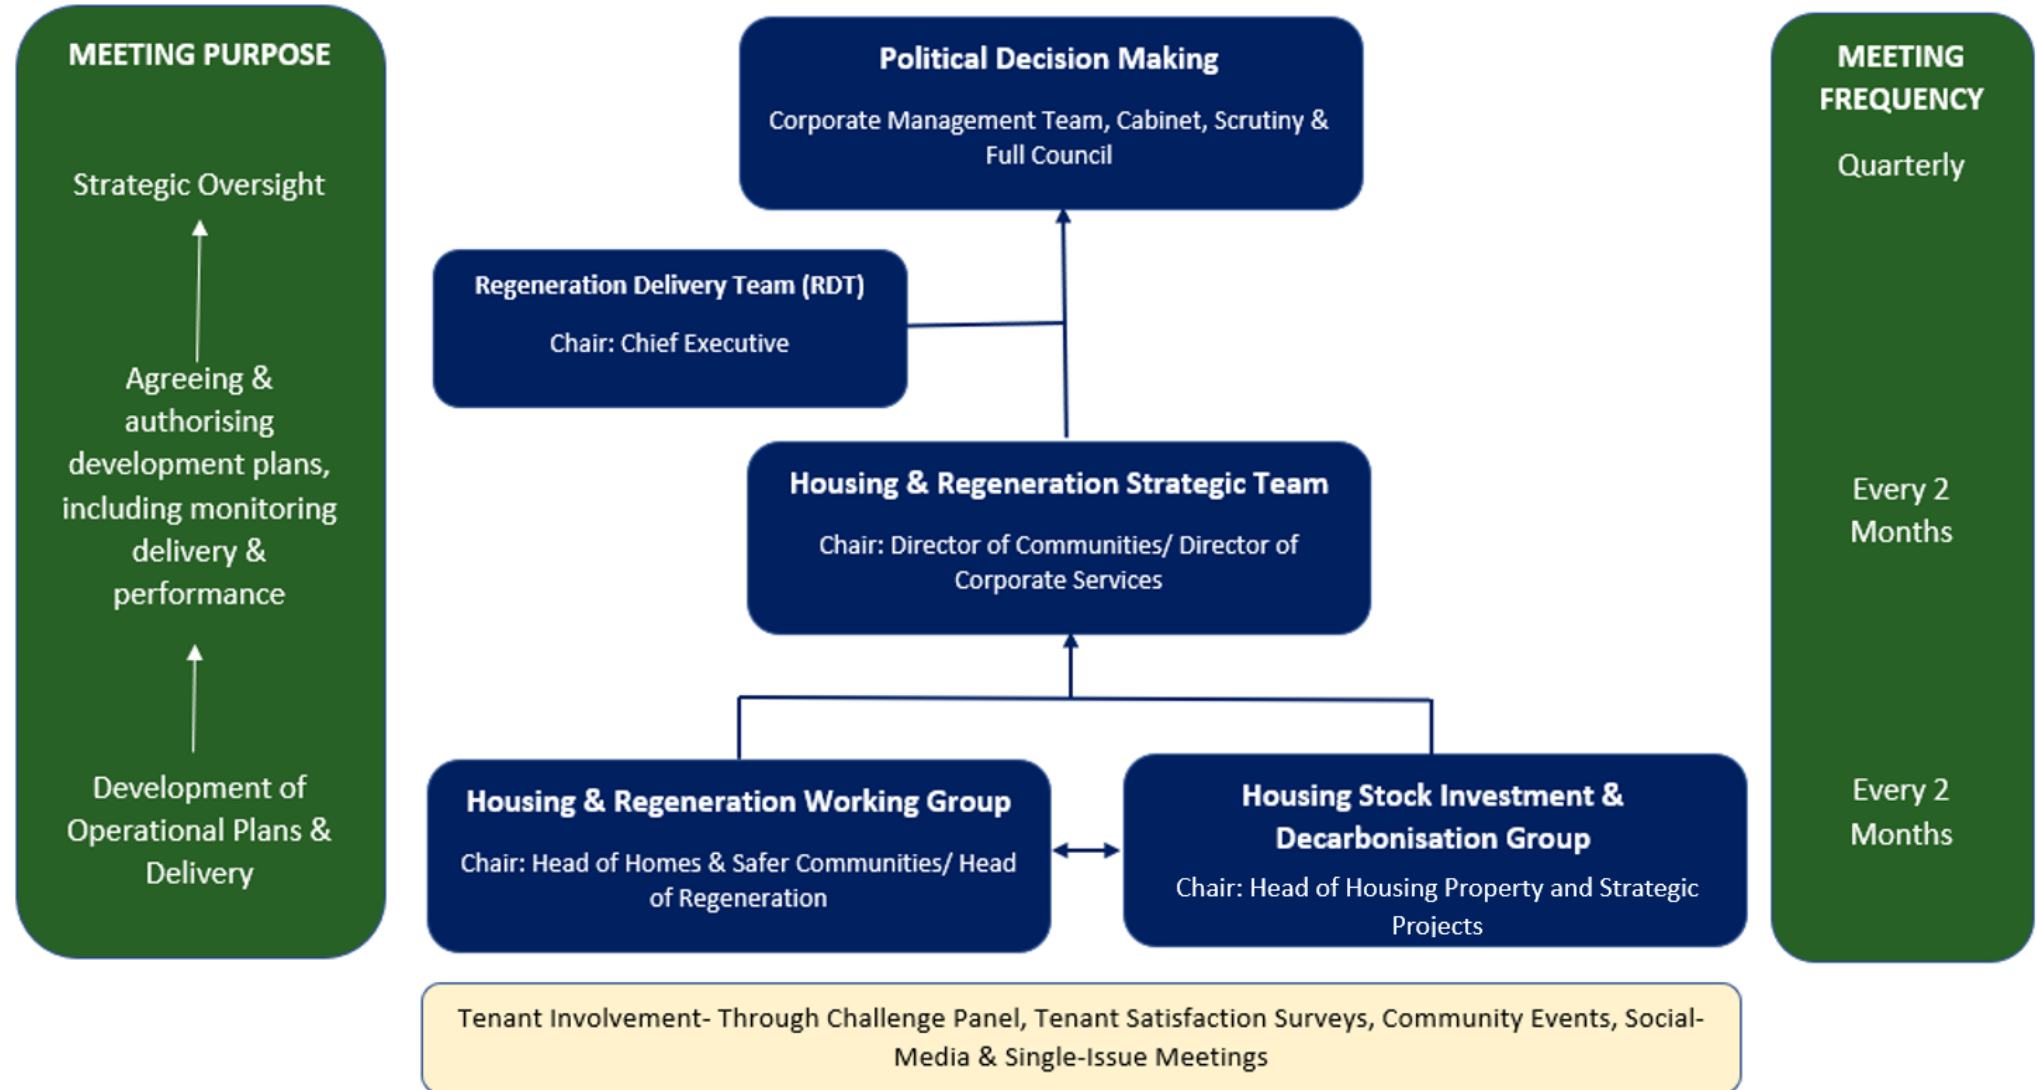 MEETING PURPOSE
Strategic Oversight
Agreeing &
authorising
development plans,
including monitoring
delivery &
performance
Development of
Operational Plans &
Delivery
Political Decision Making
Corporate Management Team, Cabinet, Scrutiny &
Full Council
Regeneration Delivery Team (RDT)
Chair: Chief Executive
Housing & Regeneration Strategic Team
Chair: Director of Communities/ Director of
Corporate Services
Housing & Regeneration Working Group
Chair: Head of Homes & Safer Communities/ Head
of Regeneration
Housing Stock Investment &
Decarbonisation Group
Chair: Head of Housing Property and Strategic
Projects
MEETING
FREQUENCY
Quarterly
Every 2
Months
Every 2
Months
Tenant Involvement- Through Challenge Panel, Tenant Satisfaction Surveys, Community Events, Social-
Media & Single-Issue Meetings